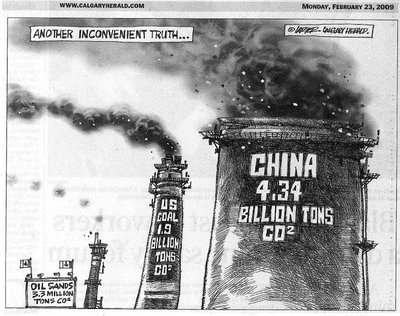 WWW.CALGARYHERALD.COM
MONDAY, FEBRUARY 23, 2009
ANOTHER INCONVENIENT TRUTH...
CALGARY HERALD.
OIL SANDS
3.3 MILLION
TONS CO²
US
COAL
1.9
BILLIONS
TONS
CO²
CHINA
4.34
BILLION TONS
CO²